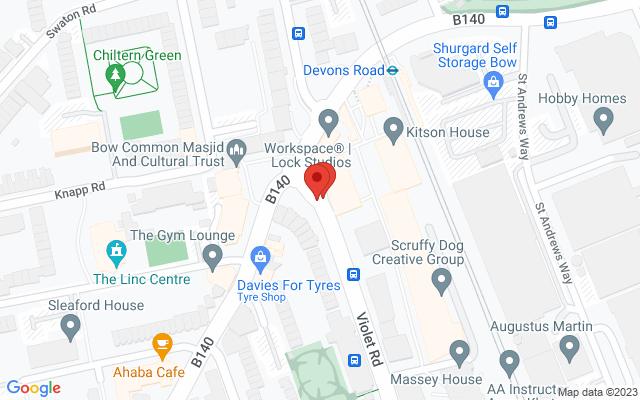 Swaton Rd
B140
Shurgard Self
Storage Bow
Chiltern Green
Devons Road
St Andrews Way
Hobby Homes
Workspace® |
Lock Studios
Kitson House
Bow Common Masjid
And Cultural Trust
Knapp Rd
B140
St Andrews Way
The Gym Lounge
Scruffy Dog
Creative Group
The Linc Centre
Davies For Tyres
Tyre Shop
Sleaford House
Violet Rd
Augustus Martin
B140
Ahaba Cafe
Massey House
AA Instruct
Google
Map data ©2023